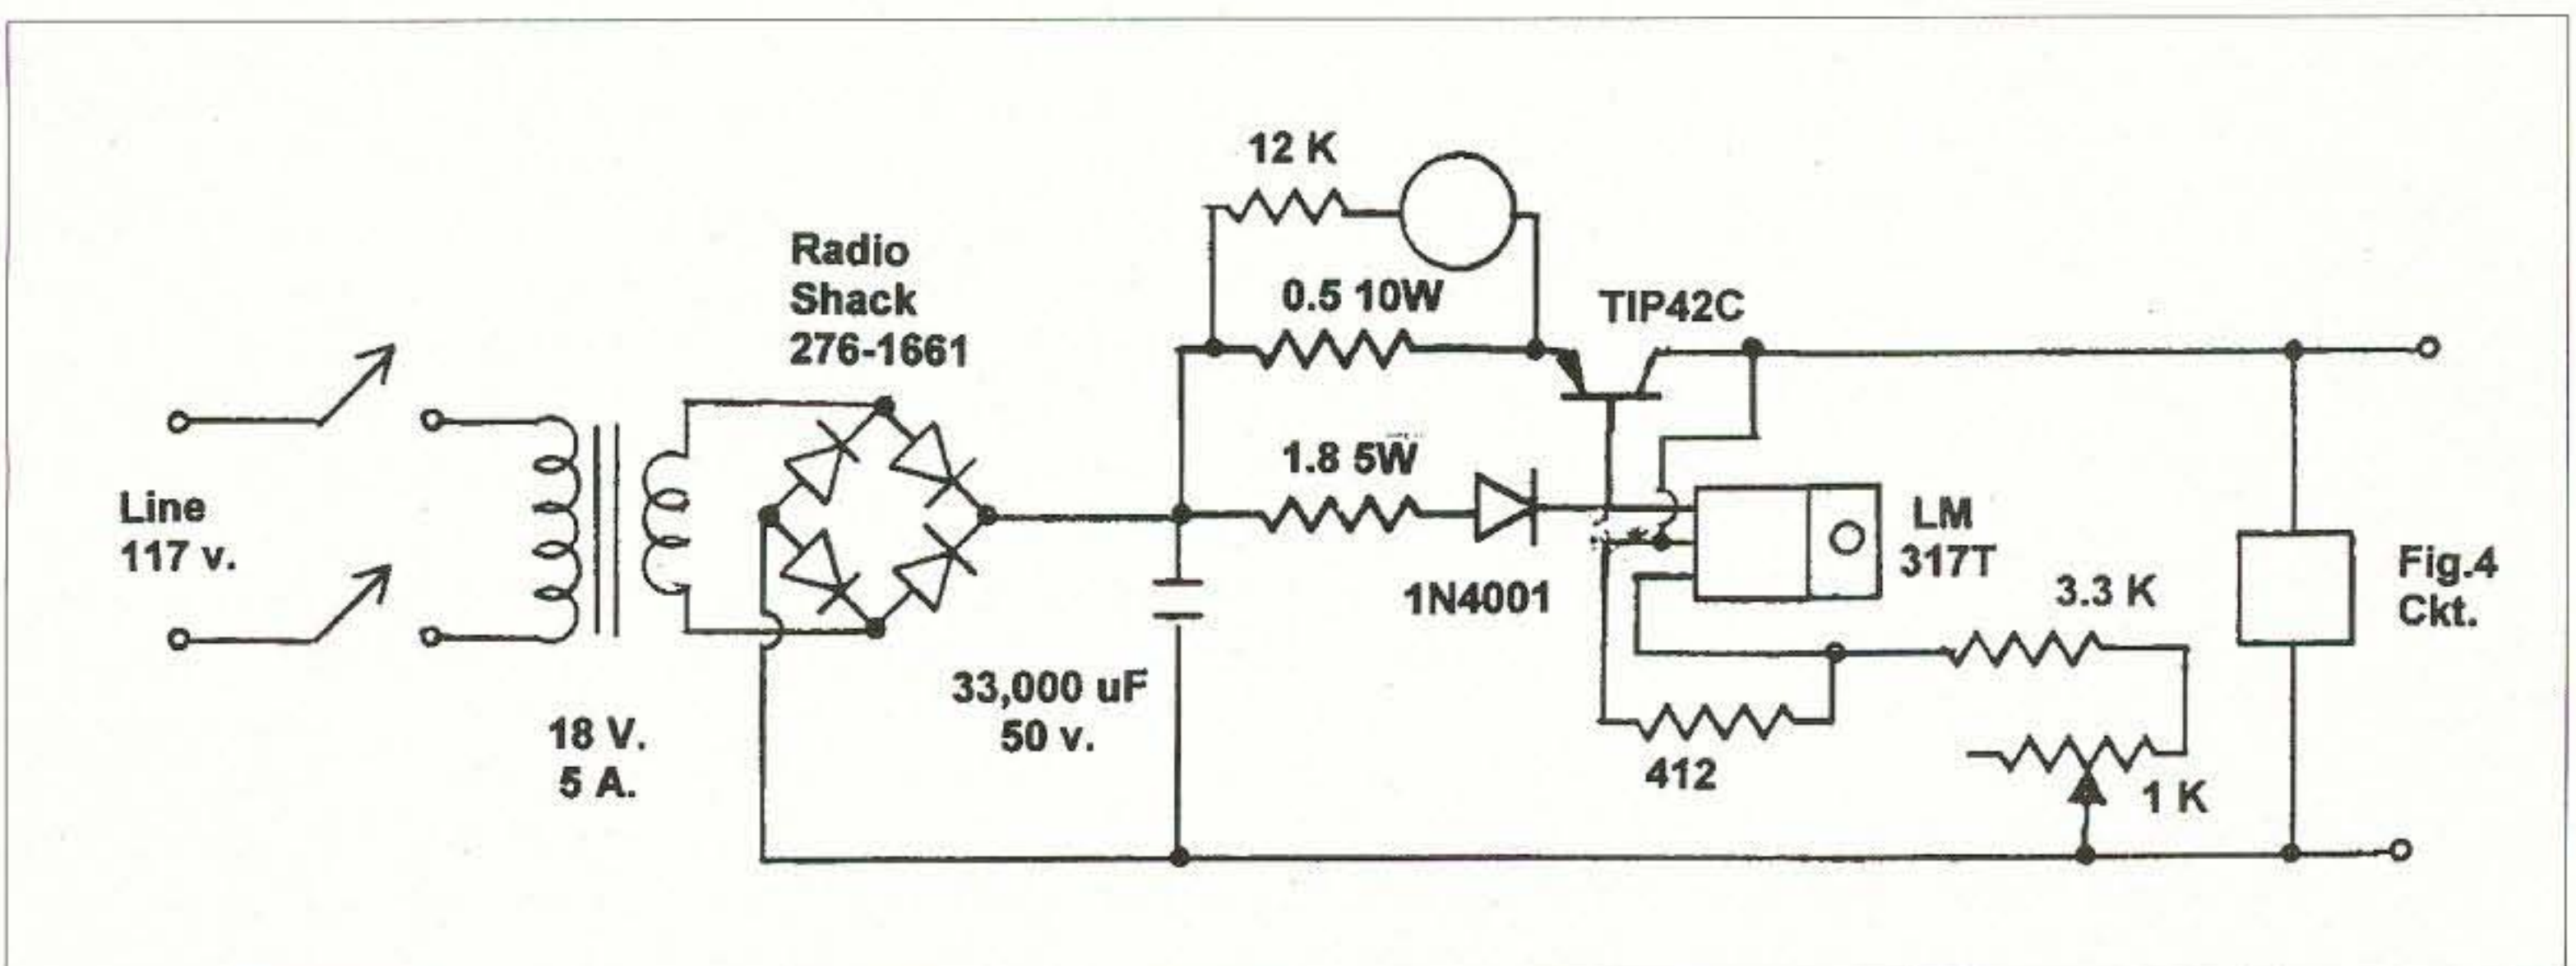 Line
117 v.
18 V.
5 A.
Radio
Shack
276-1661
33,000 uF
50 v.
12 K
0.5 10W
1.8 5W
1N4001
TIP42C
LM
317T
412
3.3 K
1 K
Fig.4
Ckt.